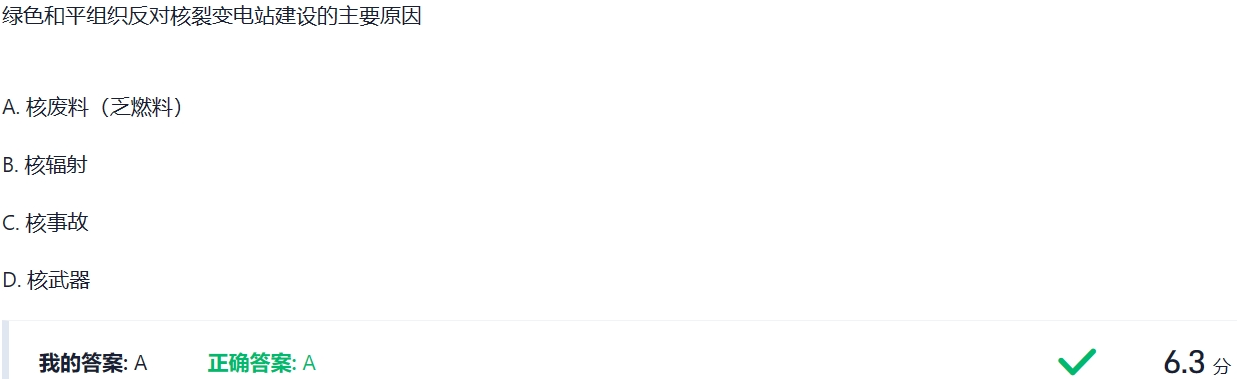 绿色和平组织反对核裂变电站建设的主要原因
A. 核废料（乏燃料）
B. 核辐射
C. 核事故
D. 核武器
我的答案: A 正确答案: A 6.3 分